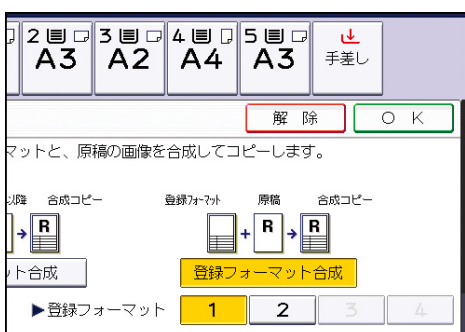 2 3 4 5
A3 A2 A4 A3 手差し
解 除 O K
マットと、原稿の画像を合成してコピーします。
以降 合成コピー 登録ﾌｫｰﾏｯﾄ 原稿 合成コピー
R + R R
ット合成 登録フォーマット合成
▶登録フォーマット 1 2 3 4